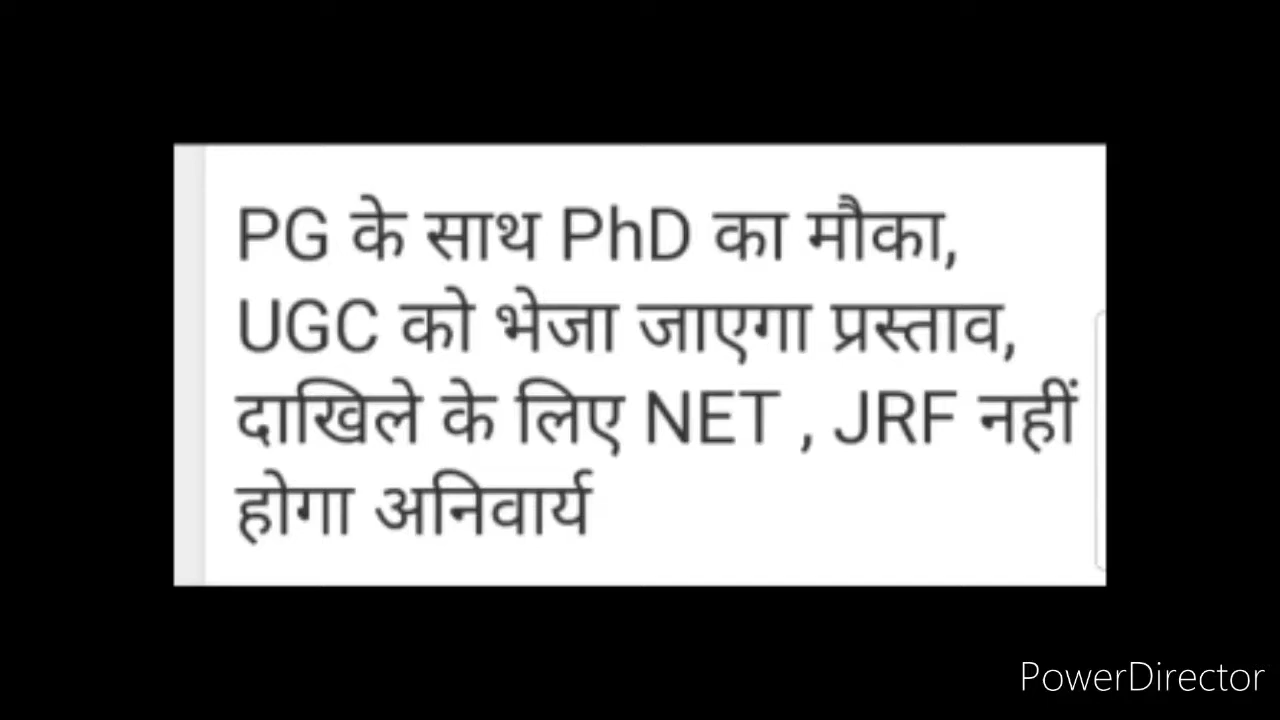 PG के साथ PhD का मौका,
UGC को भेजा जाएगा प्रस्ताव,
दाखिले के लिए NET , JRF नहीं
होगा अनिवार्य
PowerDirector